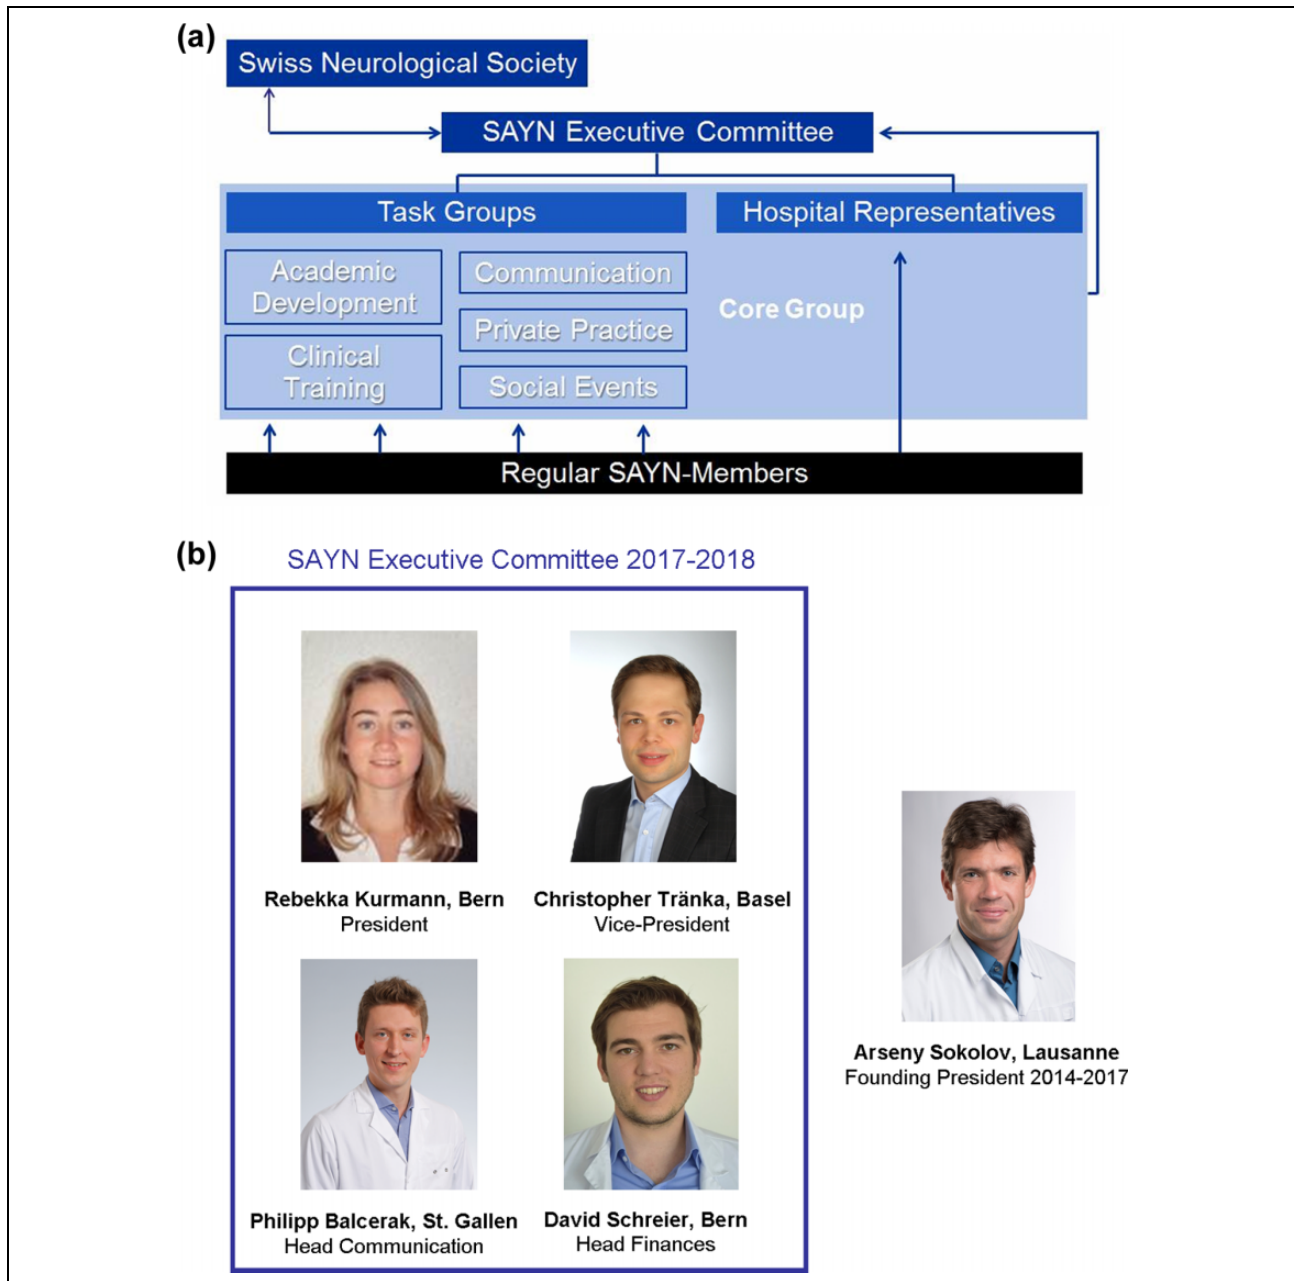 (a)
Swiss Neurological Society
SAYN Executive Committee
Task Groups
Hospital Representatives
Academic
Development
Clinical
Training
Communication
Private Practice
Social Events
Core Group
Regular SAYN-Members
(b)
SAYN Executive Committee 2017-2018
Rebekka Kurmann, Bern
President
Christopher Tränka, Basel
Vice-President
Philipp Balcerak, St. Gallen
Head Communication
David Schreier, Bern
Head Finances
Arseny Sokolov, Lausanne
Founding President 2014-2017